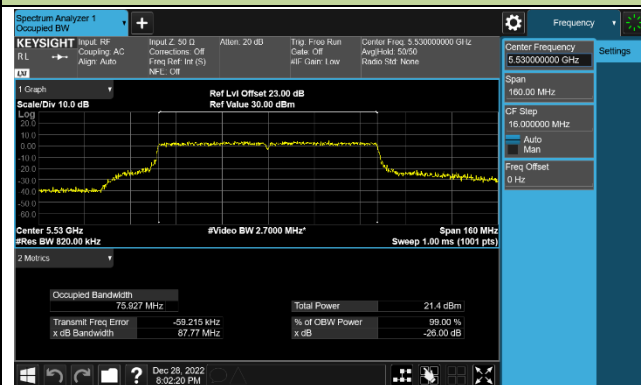 Spectrum Analyzer 1
Occupied BW
Frequency
KEYSIGHT
RL
LXI
Input: RF
Coupling: AC
Align: Auto
Input Z: 50 Ω
Corrections: Off
Freq Ref: Int (S)
NFE: Off
Atten: 20 dB
Trig: Free Run
Gate: Off
#IF Gain: Low
Center Freq: 5.530000000 GHz
Avg|Hold: 50/50
Radio Std: None
Center Frequency
5.530000000 GHz
Settings
Span
160.00 MHz
CF Step
16.000000 MHz
Auto
Man
Freq Offset
0 Hz
1 Graph
Scale/Div 10.0 dB
Ref Lvl Offset 23.00 dB
Ref Value 30.00 dBm
Log
20.0
10.0
0.00
-10.0
-20.0
-30.0
-40.0
-50.0
-60.0
Center 5.53 GHz
#Res BW 820.00 kHz
#Video BW 2.7000 MHz*
Span 160 MHz
Sweep 1.00 ms (1001 pts)
2 Metrics
Occupied Bandwidth
75.927 MHz
Total Power 21.4 dBm
Transmit Freq Error -59.215 kHz
% of OBW Power 99.00 %
x dB Bandwidth 87.77 MHz
x dB -26.00 dB
?
Dec 28, 2022
8:02:20 PM